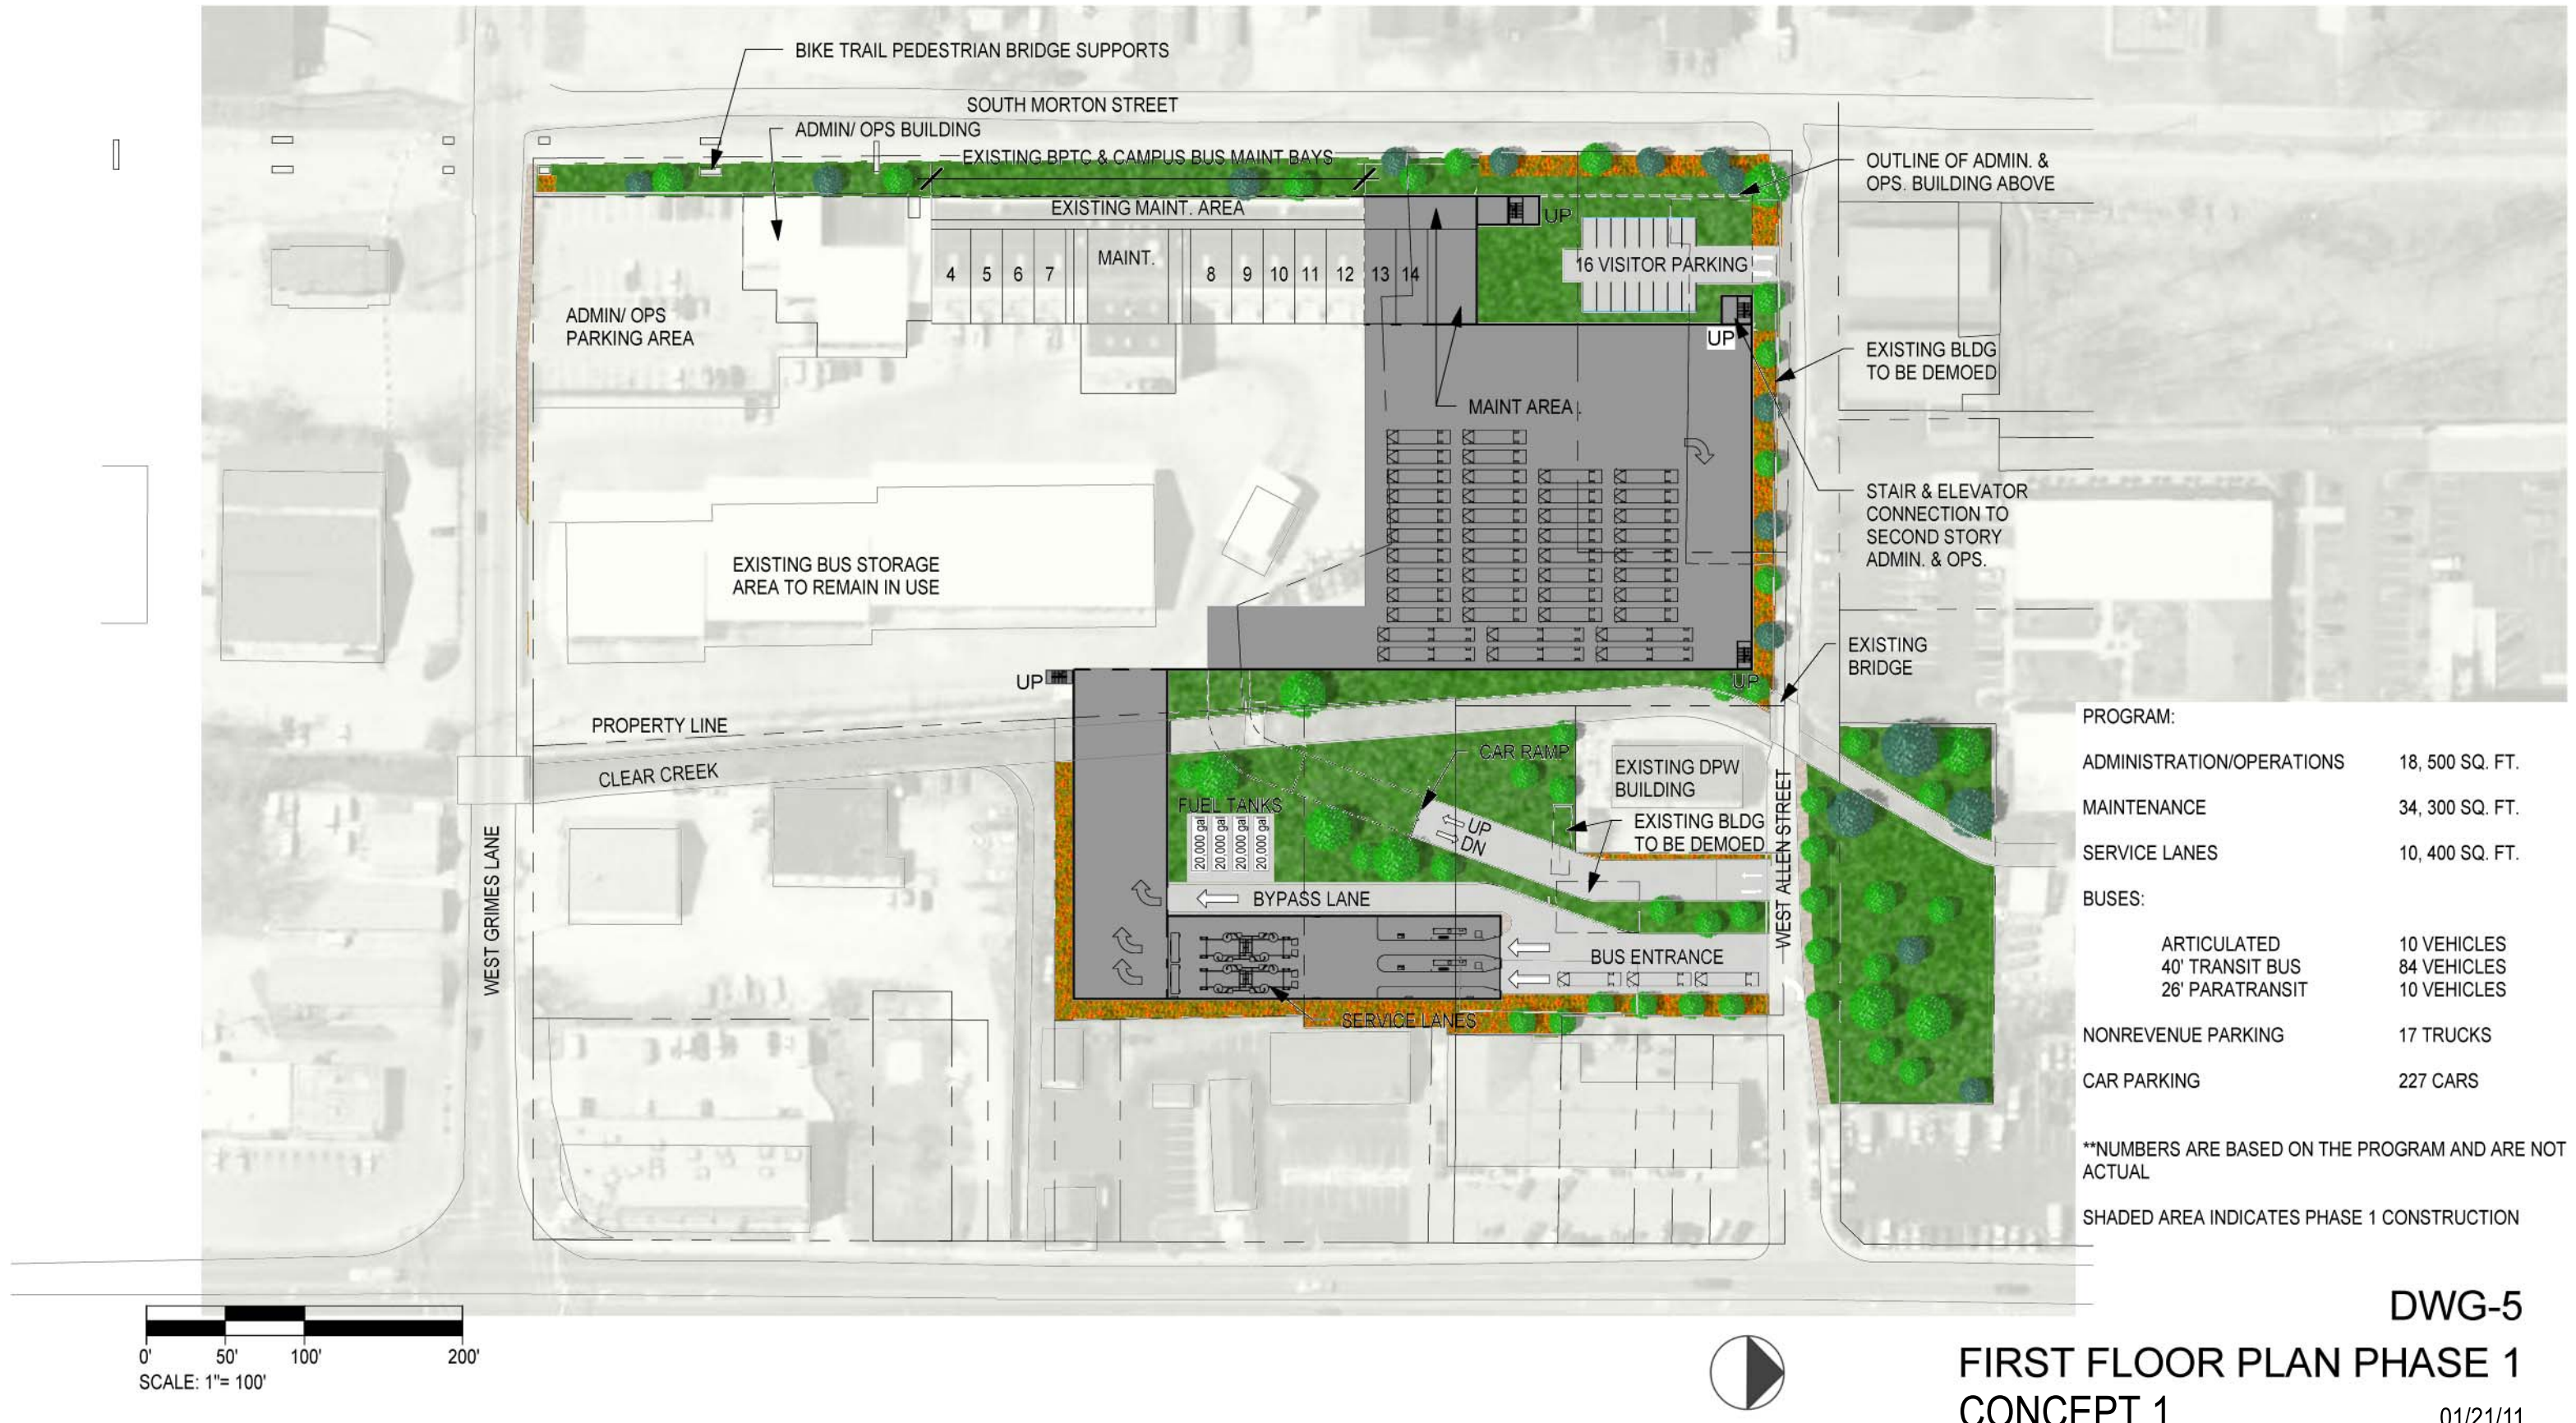 BIKE TRAIL PEDESTRIAN BRIDGE SUPPORTS
SOUTH MORTON STREET
ADMIN/ OPS BUILDING
EXISTING BPTC & CAMPUS BUS MAINT BAYS
OUTLINE OF ADMIN. &
OPS. BUILDING ABOVE
EXISTING MAINT. AREA
UP
MAINT.
4
5
6
7
8
9
10
11
12
13
14
16 VISITOR PARKING
ADMIN/ OPS
PARKING AREA
UP
EXISTING BLDG
TO BE DEMOED
MAINT AREA
STAIR & ELEVATOR
CONNECTION TO
SECOND STORY
ADMIN. & OPS.
EXISTING BUS STORAGE
AREA TO REMAIN IN USE
EXISTING
BRIDGE
UP
UP
PROPERTY LINE
CLEAR CREEK
CAR RAMP
EXISTING DPW
BUILDING
FUEL TANKS
20,000 gal
20,000 gal
20,000 gal
20,000 gal
UP
DN
EXISTING BLDG
TO BE DEMOED
WEST ALLEN STREET
WEST GRIMES LANE
BYPASS LANE
BUS ENTRANCE
SERVICE LANES
PROGRAM:
ADMINISTRATION/OPERATIONS 18, 500 SQ. FT.
MAINTENANCE 34, 300 SQ. FT.
SERVICE LANES 10, 400 SQ. FT.
BUSES:
ARTICULATED 10 VEHICLES
40' TRANSIT BUS 84 VEHICLES
26' PARATRANSIT 10 VEHICLES
NONREVENUE PARKING 17 TRUCKS
CAR PARKING 227 CARS
**NUMBERS ARE BASED ON THE PROGRAM AND ARE NOT
ACTUAL
SHADED AREA INDICATES PHASE 1 CONSTRUCTION
0' 50' 100' 200'
SCALE: 1"= 100'
DWG-5
FIRST FLOOR PLAN PHASE 1
CONCEPT 1 01/21/11